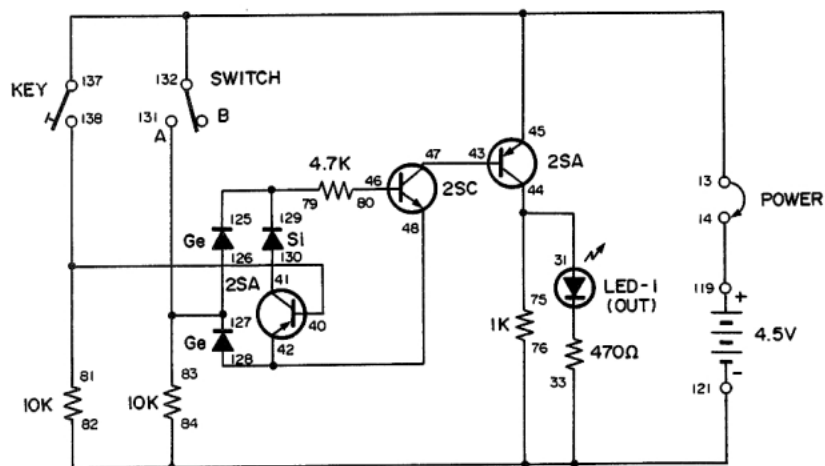 KEY
137
138
132
SWITCH
131
A
B
4.7K
79
80
46
47
2SC
48
43
45
2SA
44
13
14
POWER
125
Ge
126
129
Si
130
2SA
41
40
42
127
Ge
128
31
LED-1
(OUT)
75
1K
76
470Ω
33
119
+
4.5V
-
121
81
10K
82
83
10K
84